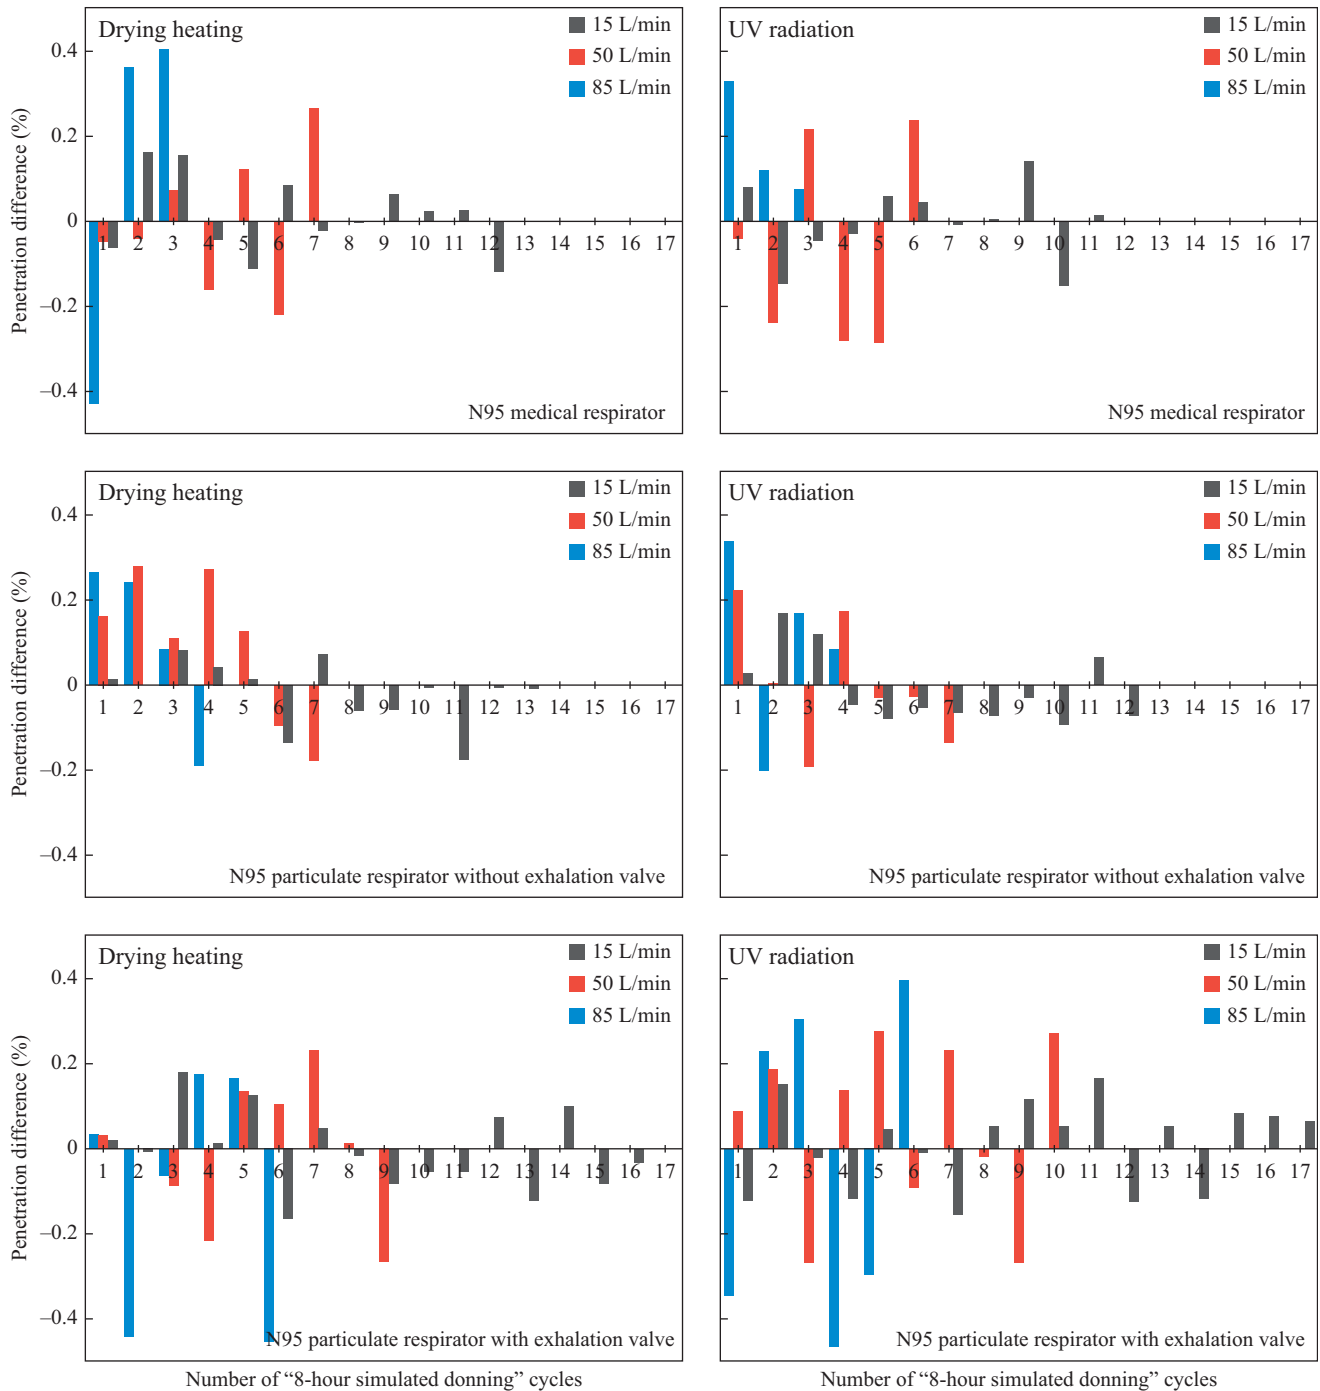 Drying heating
15 L/min
50 L/min
85 L/min
0.4
0.2
0
–0.2
–0.4
Penetration difference (%)
1 2 3 4 5 6 7 8 9 10 11 12 13 14 15 16 17
N95 medical respirator
UV radiation
15 L/min
50 L/min
85 L/min
1 2 3 4 5 6 7 8 9 10 11 12 13 14 15 16 17
N95 medical respirator
Drying heating
15 L/min
50 L/min
85 L/min
0.4
0.2
0
–0.2
–0.4
Penetration difference (%)
1 2 3 4 5 6 7 8 9 10 11 12 13 14 15 16 17
N95 particulate respirator without exhalation valve
UV radiation
15 L/min
50 L/min
85 L/min
1 2 3 4 5 6 7 8 9 10 11 12 13 14 15 16 17
N95 particulate respirator without exhalation valve
Drying heating
15 L/min
50 L/min
85 L/min
0.4
0.2
0
–0.2
–0.4
Penetration difference (%)
1 2 3 4 5 6 7 8 9 10 11 12 13 14 15 16 17
N95 particulate respirator with exhalation valve
Number of “8-hour simulated donning” cycles
UV radiation
15 L/min
50 L/min
85 L/min
1 2 3 4 5 6 7 8 9 10 11 12 13 14 15 16 17
N95 particulate respirator with exhalation valve
Number of “8-hour simulated donning” cycles